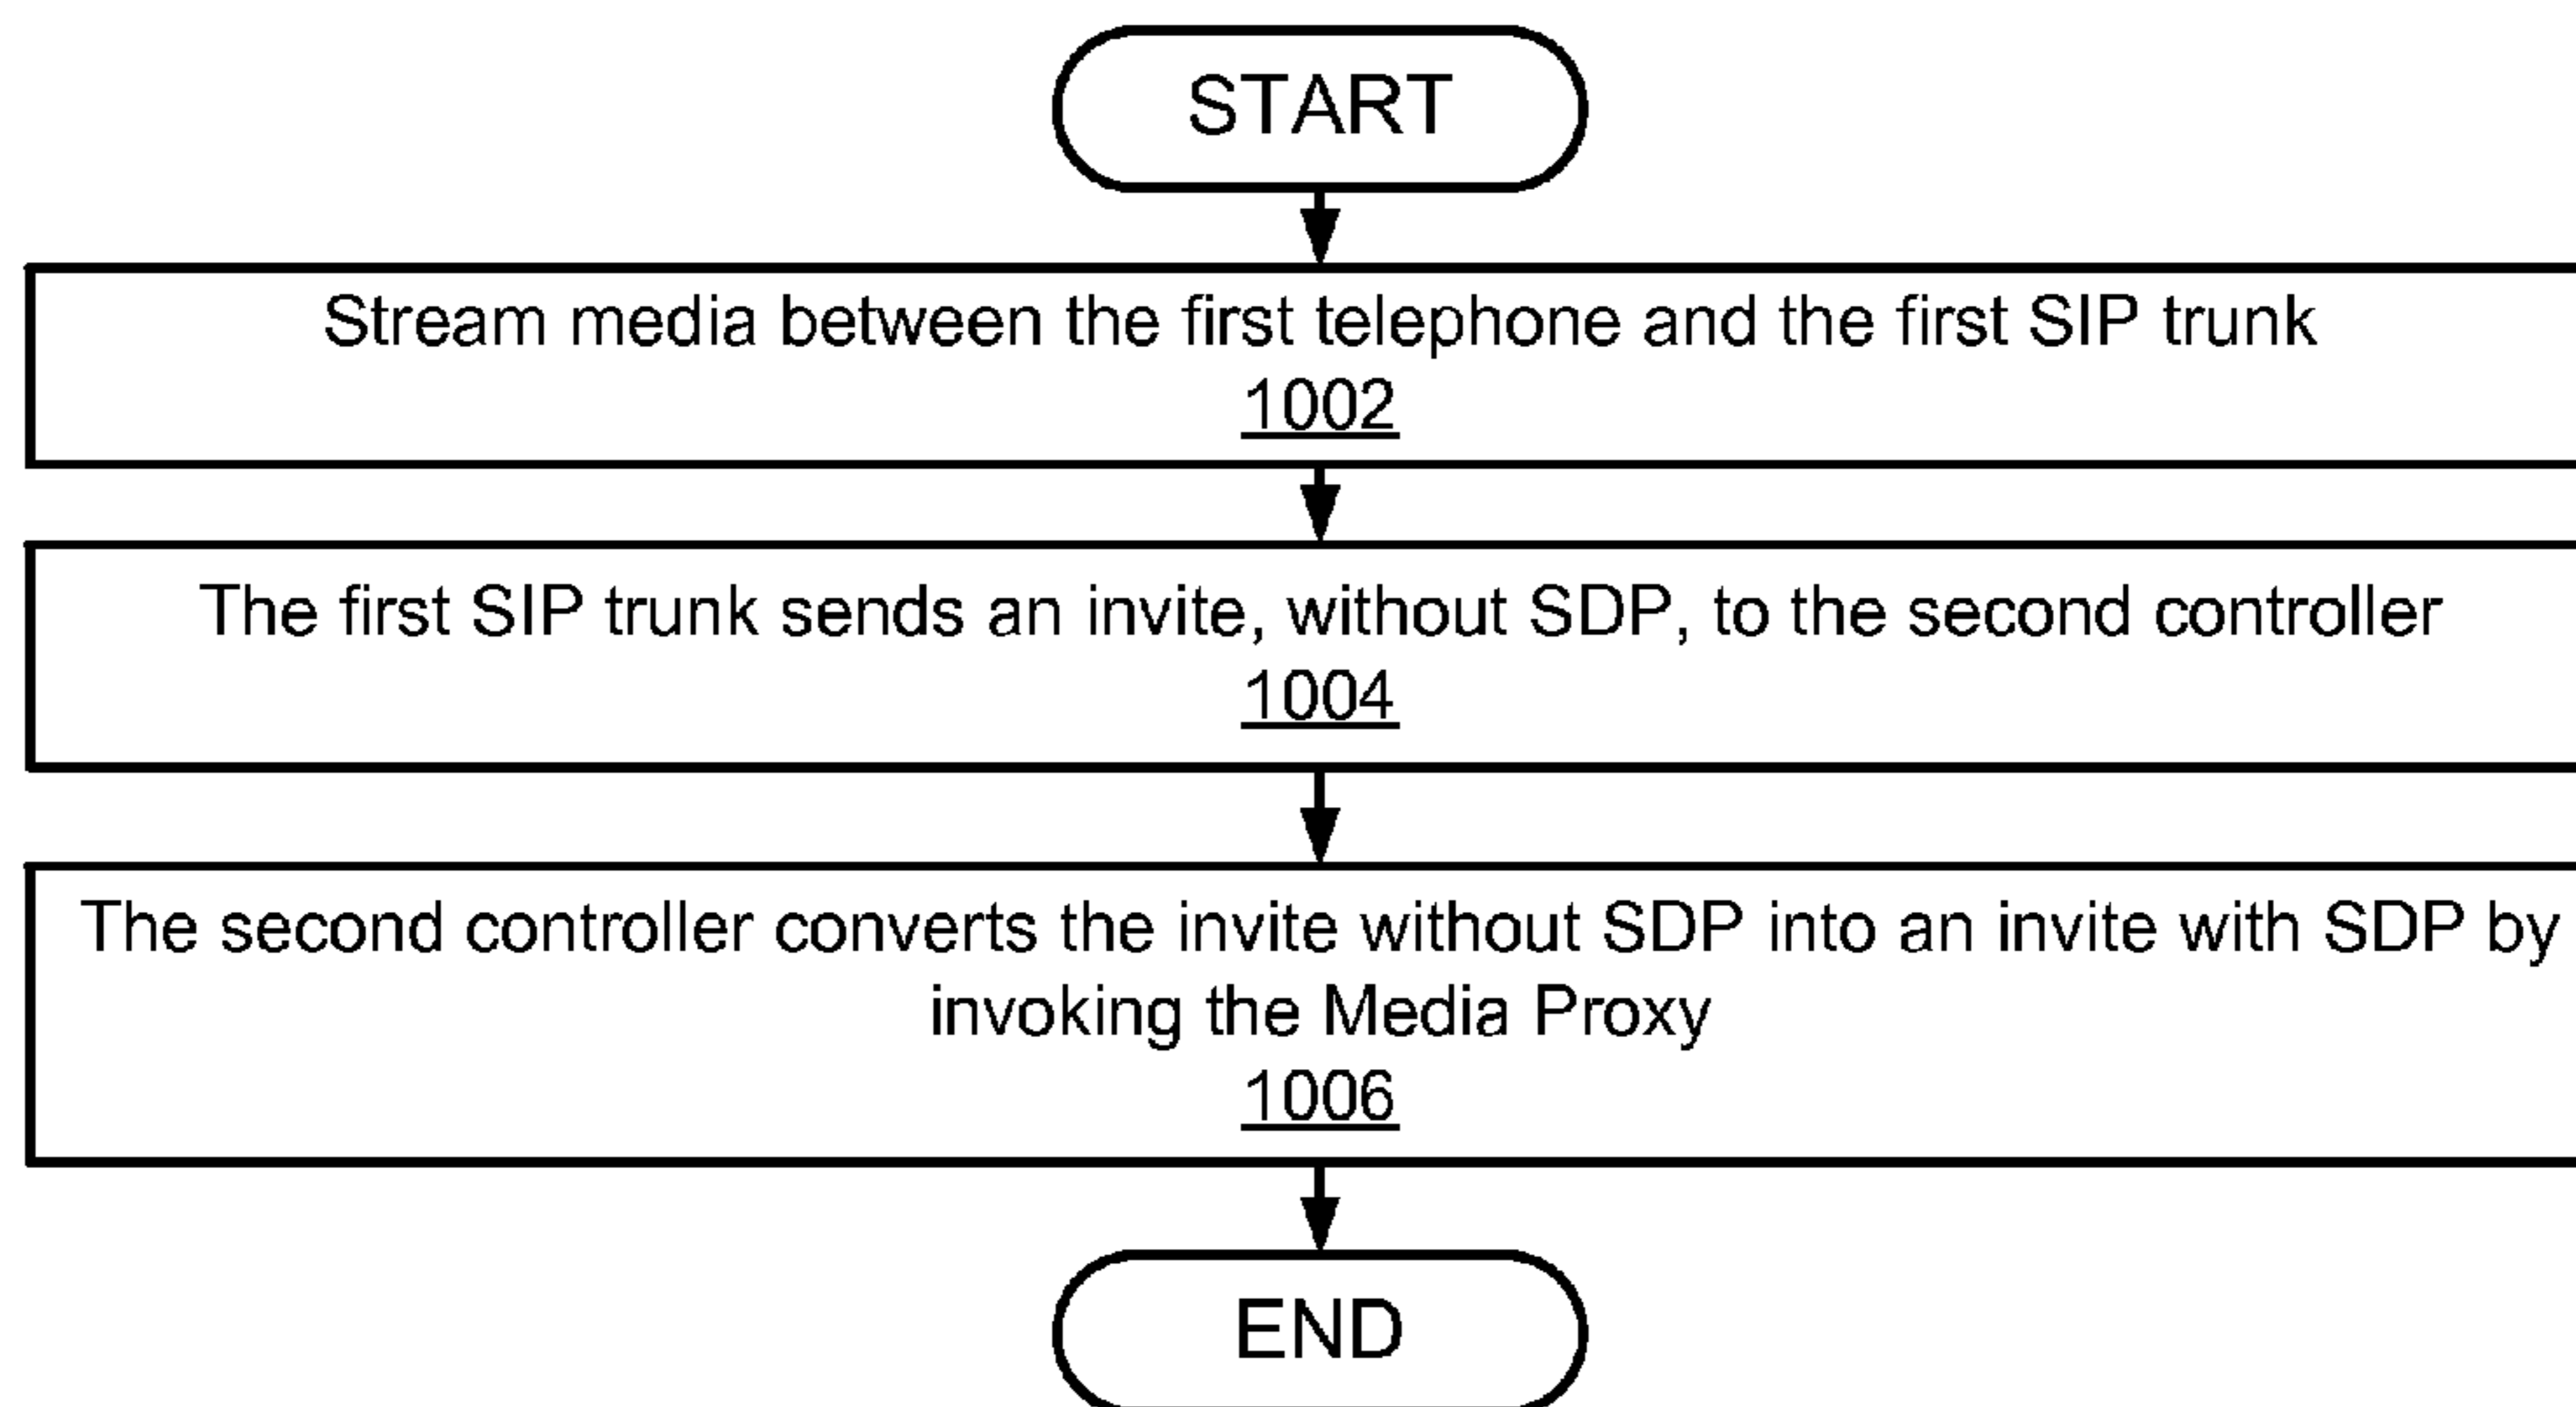 START
Stream media between the first telephone and the first SIP trunk
1002
The first SIP trunk sends an invite, without SDP, to the second controller
1004
The second controller converts the invite without SDP into an invite with SDP by
invoking the Media Proxy
1006
END